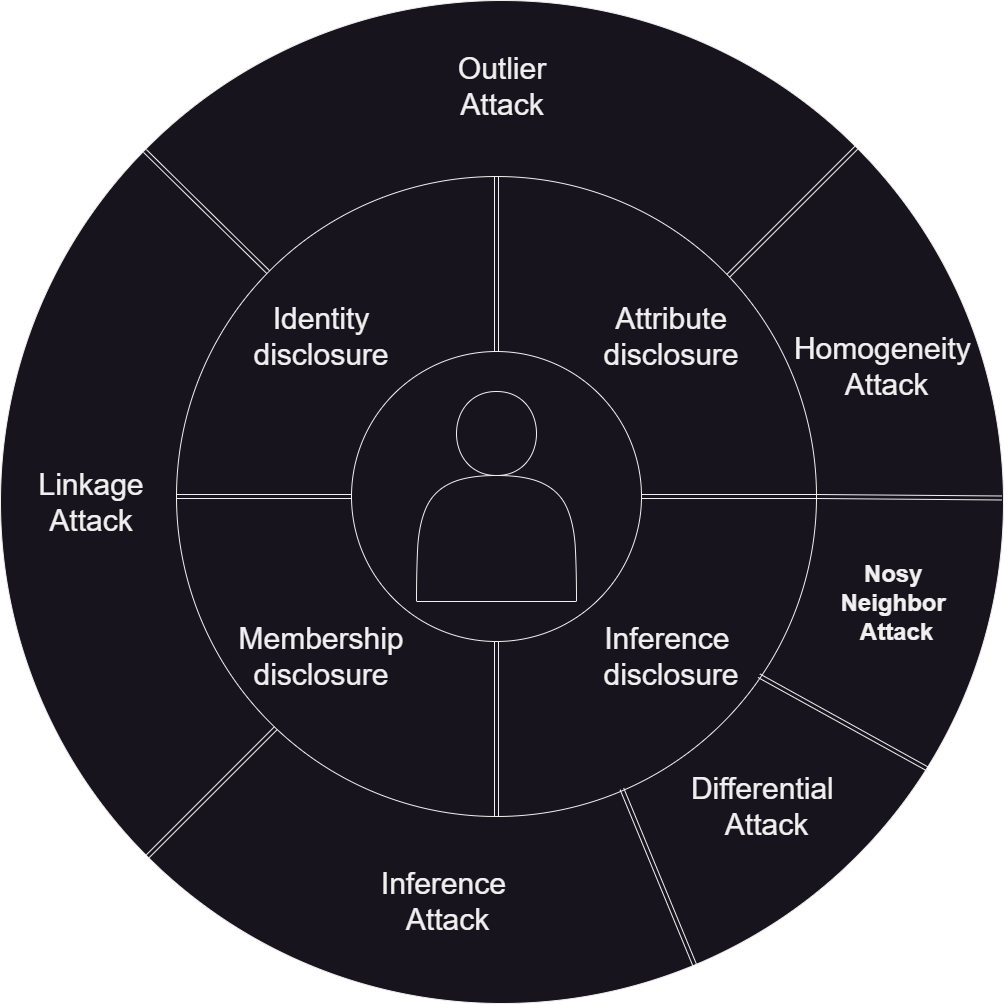 Outlier
Attack
Identity
disclosure
Attribute
disclosure
Homogeneity
Attack
Linkage
Attack
Nosy
Neighbor
Attack
Membership
disclosure
Inference
disclosure
Differential
Attack
Inference
Attack